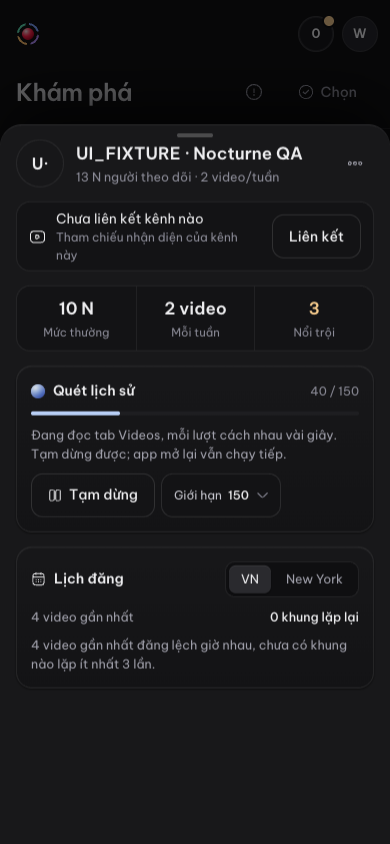 0
W
Khám phá
Chọn
U·
UI_FIXTURE · Nocturne QA
13 N người theo dõi · 2 video/tuần
Chưa liên kết kênh nào
Tham chiếu nhận diện của kênh
này
Liên kết
10 N
Mức thường
2 video
Mỗi tuần
3
Nổi trội
Quét lịch sử
40 / 150
Đang đọc tab Videos, mỗi lượt cách nhau vài giây.
Tạm dừng được; app mở lại vẫn chạy tiếp.
Tạm dừng
Giới hạn 150
Lịch đăng
VN
New York
4 video gần nhất
0 khung lặp lại
4 video gần nhất đăng lệch giờ nhau, chưa có khung
nào lặp ít nhất 3 lần.